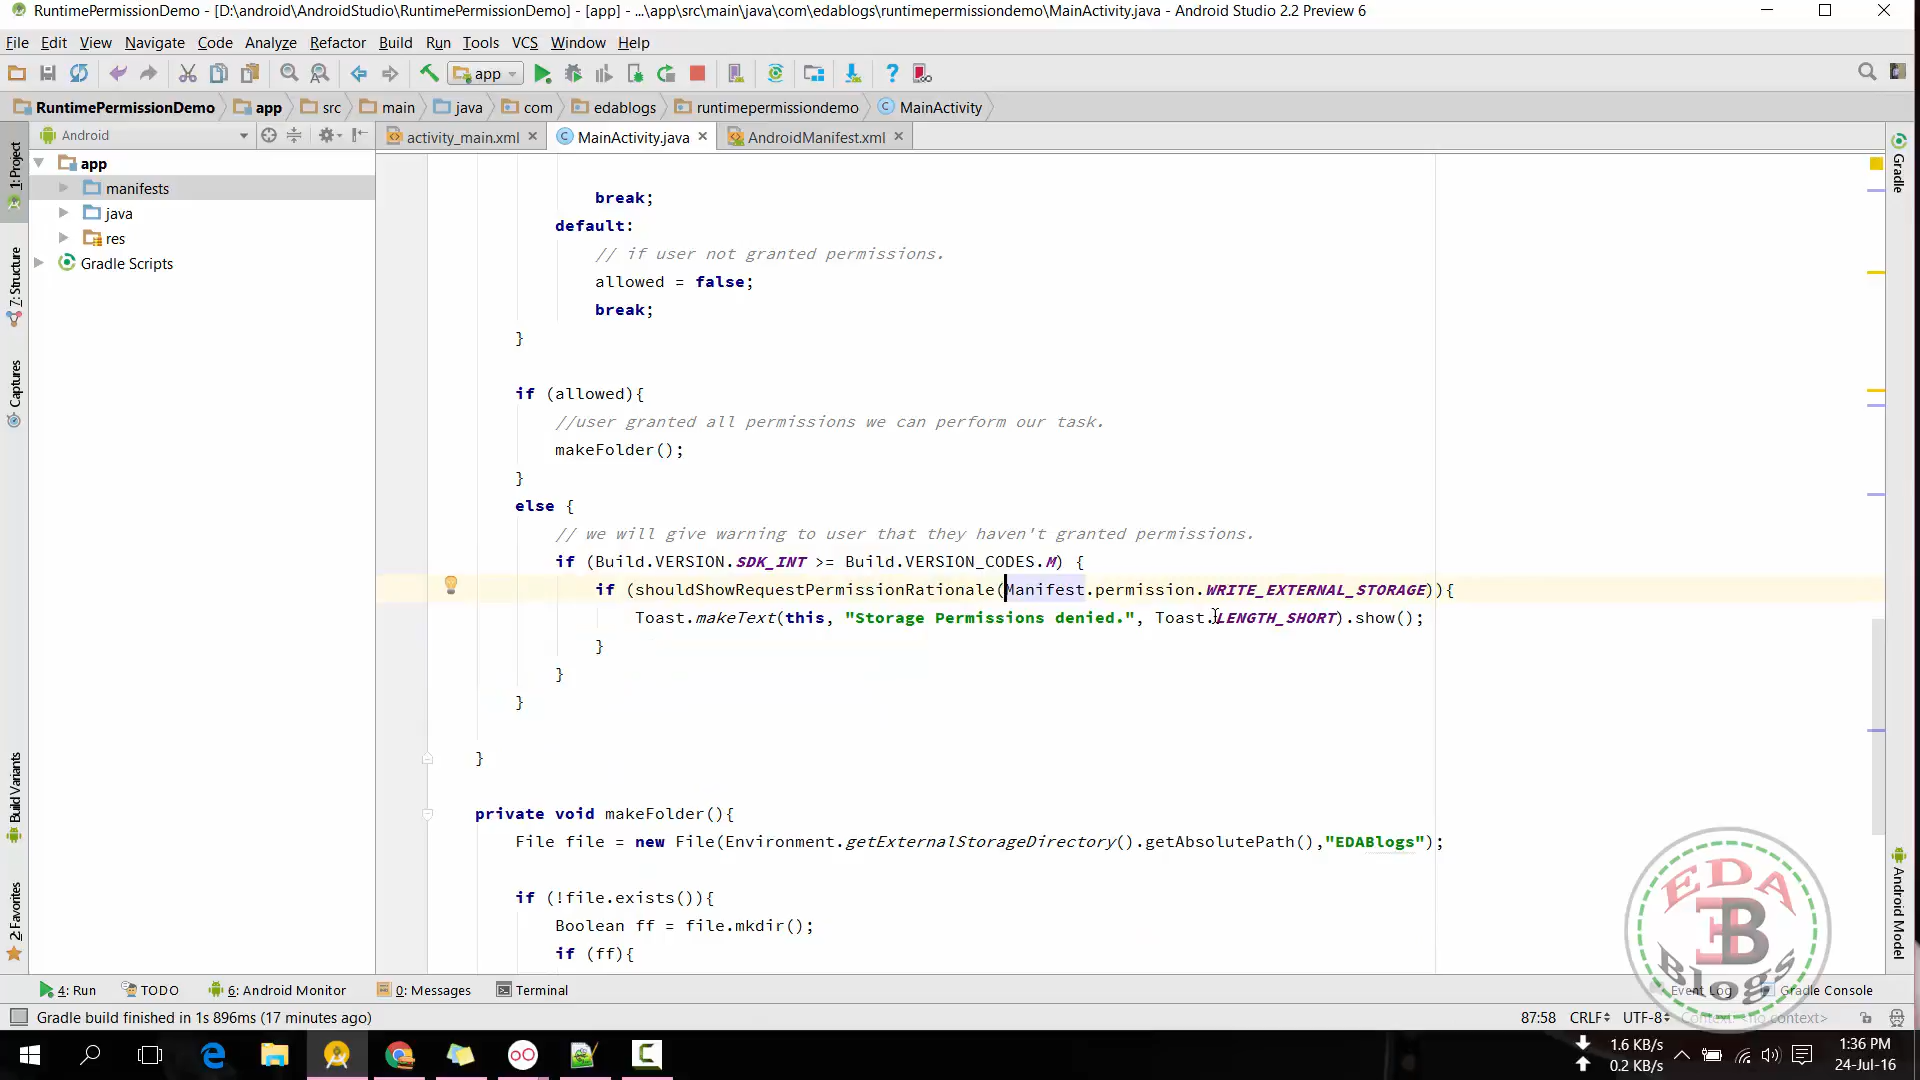 RuntimePermissionDemo - [D:\android\AndroidStudio\RuntimePermissionDemo] - [app] - ...\app\src\main\java\com\edablogs\runtimepermissiondemo\MainActivity.java - Android Studio 2.2 Preview 6
File Edit View Navigate Code Analyze Refactor Build Run Tools VCS Window Help
app
RuntimePermissionDemo app src main java com edablogs runtimepermissiondemo MainActivity
Android
activity_main.xml MainActivity.java AndroidManifest.xml
1: Project
7: Structure
Captures
Build Variants
2: Favorites
app
manifests
java
res
Gradle Scripts
break;
default:
// if user not granted permissions.
allowed = false;
break;
}
if (allowed){
//user granted all permissions we can perform our task.
makeFolder();
}
else {
// we will give warning to user that they haven't granted permissions.
if (Build.VERSION.SDK_INT >= Build.VERSION_CODES.M) {
if (shouldShowRequestPermissionRationale(Manifest.permission.WRITE_EXTERNAL_STORAGE)){
Toast.makeText(this, "Storage Permissions denied.", Toast.LENGTH_SHORT).show();
}
}
}
}
private void makeFolder(){
File file = new File(Environment.getExternalStorageDirectory().getAbsolutePath(),"EDABlogs");
if (!file.exists()){
Boolean ff = file.mkdir();
if (ff){
Gradle
Android Model
EDA
EB
Blogs
4: Run TODO 6: Android Monitor 0: Messages Terminal Event Log Gradle Console
Gradle build finished in 1s 896ms (17 minutes ago) 87:58 CRLF UTF-8 Context: <no context>
1.6 KB/s
0.2 KB/s
1:36 PM
24-Jul-16